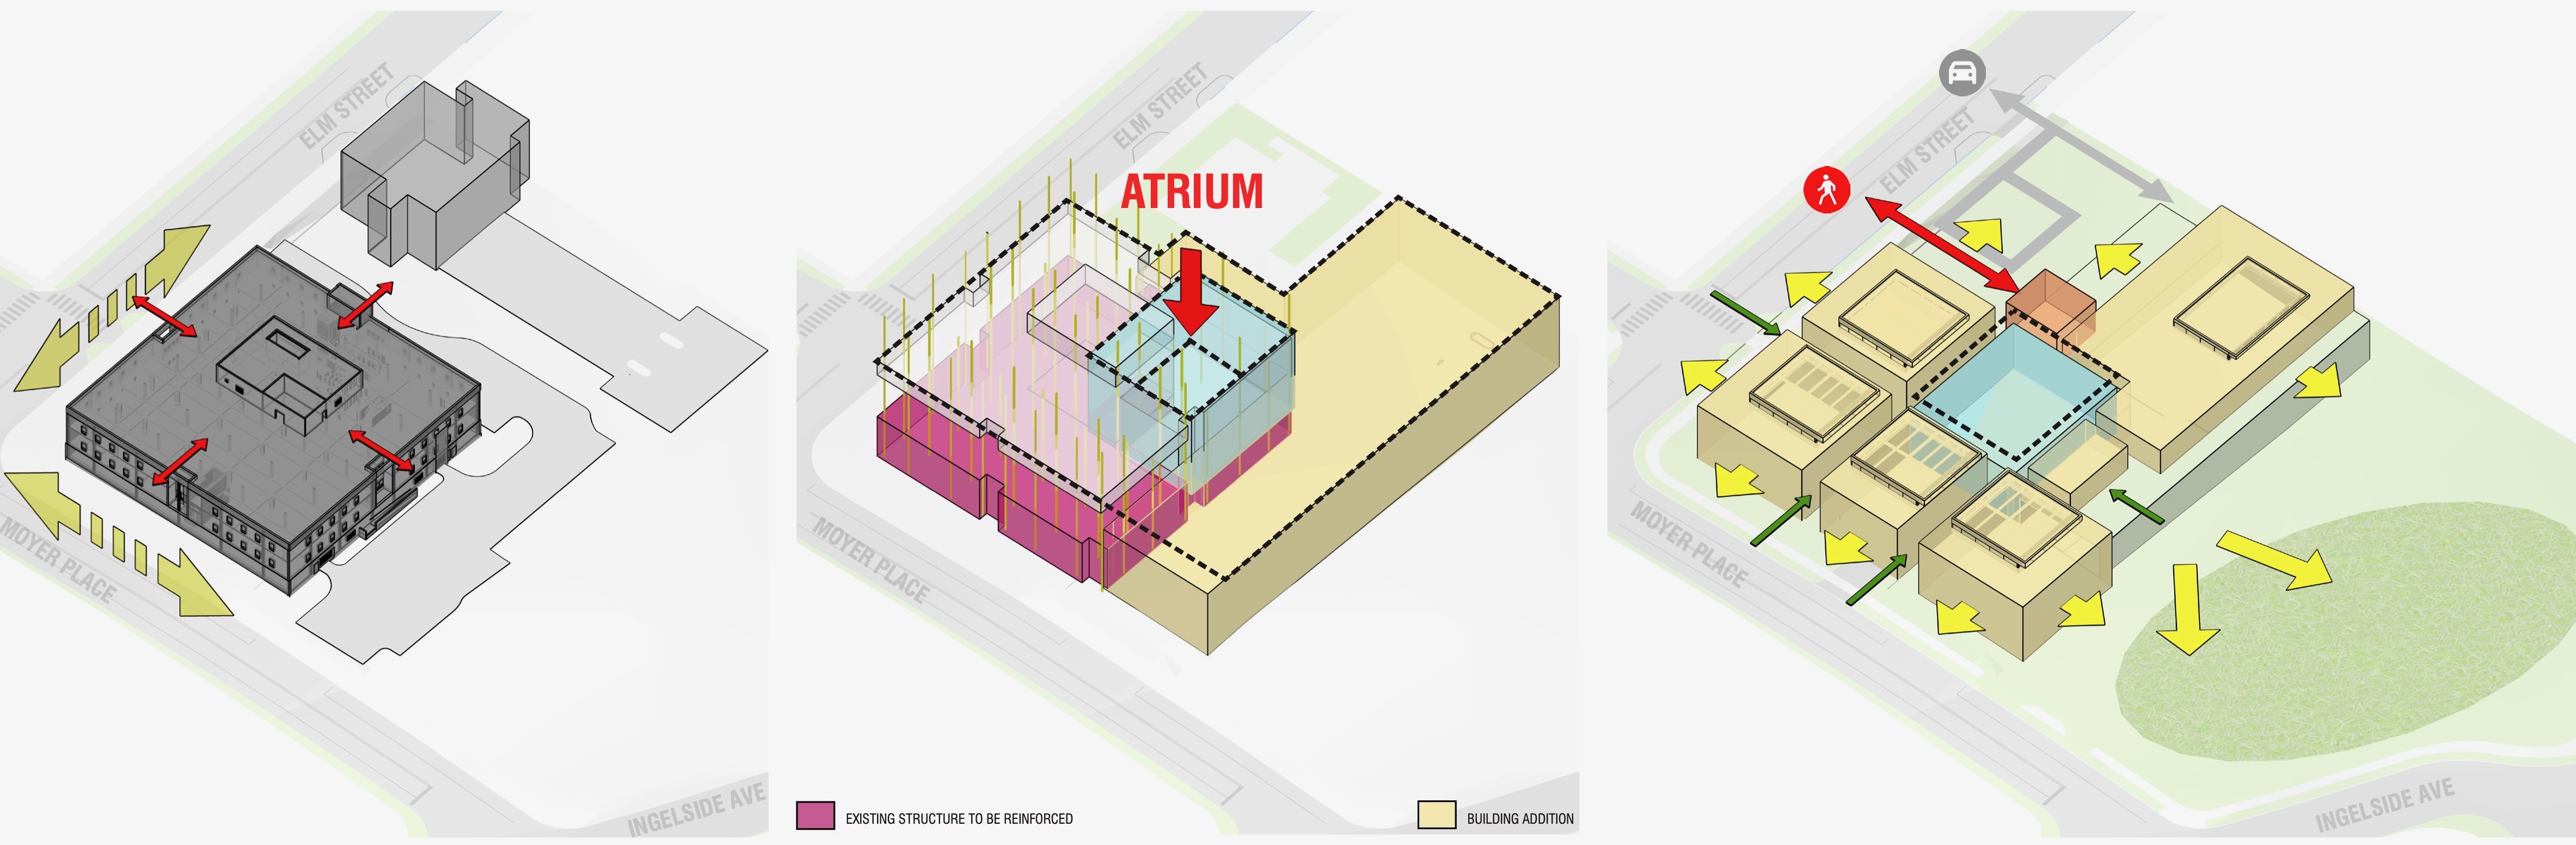 ELM STREET
MOYER PLACE
INGELSIDE AVE
ELM STREET
ATRIUM
MOYER PLACE
EXISTING STRUCTURE TO BE REINFORCED
BUILDING ADDITION
ELM STREET
MOYER PLACE
INGELSIDE AVE